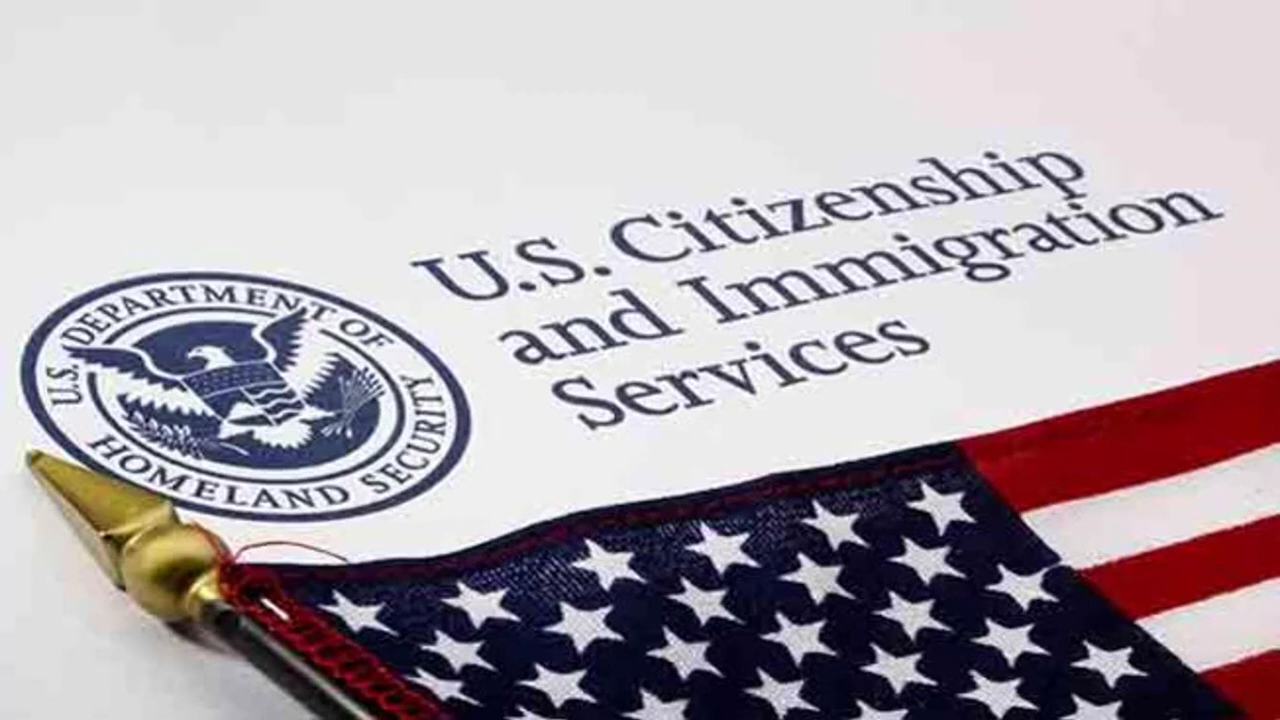 U.S. DEPARTMENT OF
HOMELAND SECURITY
U.S. Citizenship
and Immigration
Services